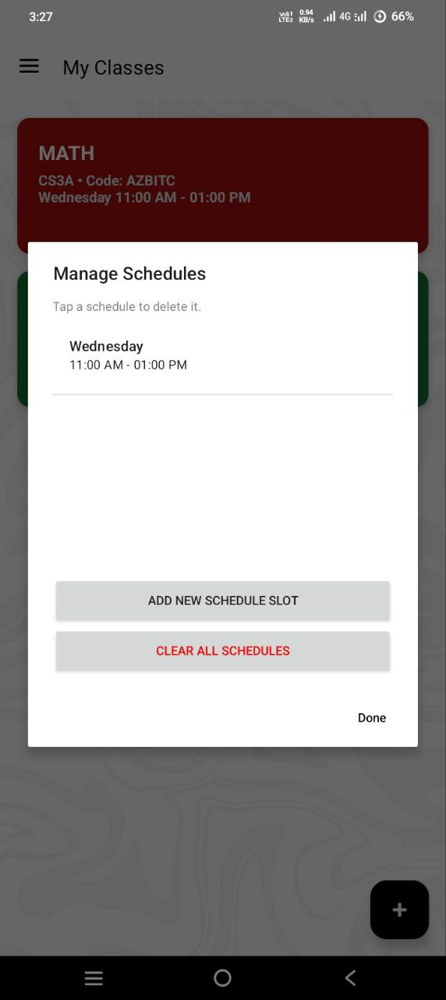 3:27
Vo)) 1
LTE2
0.94
KB/s
4G
66%
My Classes
MATH
CS3A • Code: AZBITC
Wednesday 11:00 AM - 01:00 PM
Manage Schedules
Tap a schedule to delete it.
Wednesday
11:00 AM - 01:00 PM
ADD NEW SCHEDULE SLOT
CLEAR ALL SCHEDULES
Done